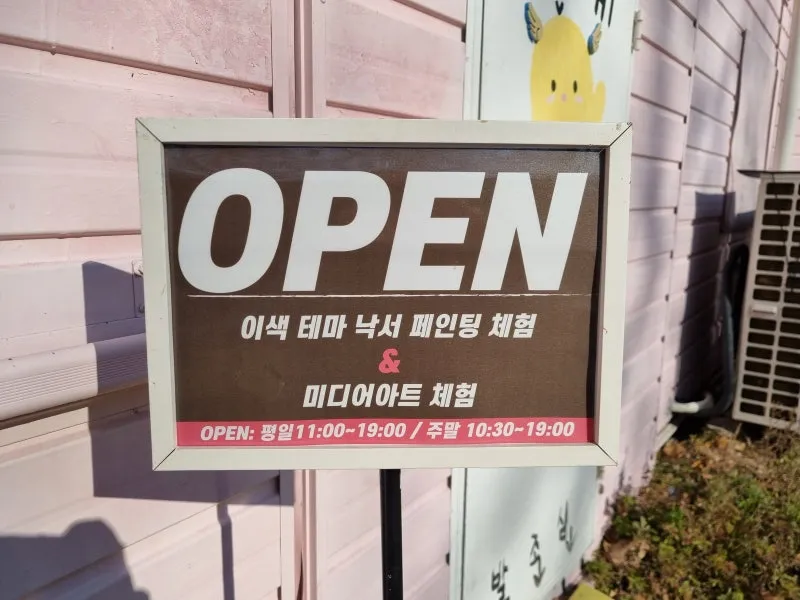 OPEN
이색 테마 낙서 페인팅 체험
&
미디어아트 체험
OPEN: 평일11:00~19:00 / 주말 10:30~19:00